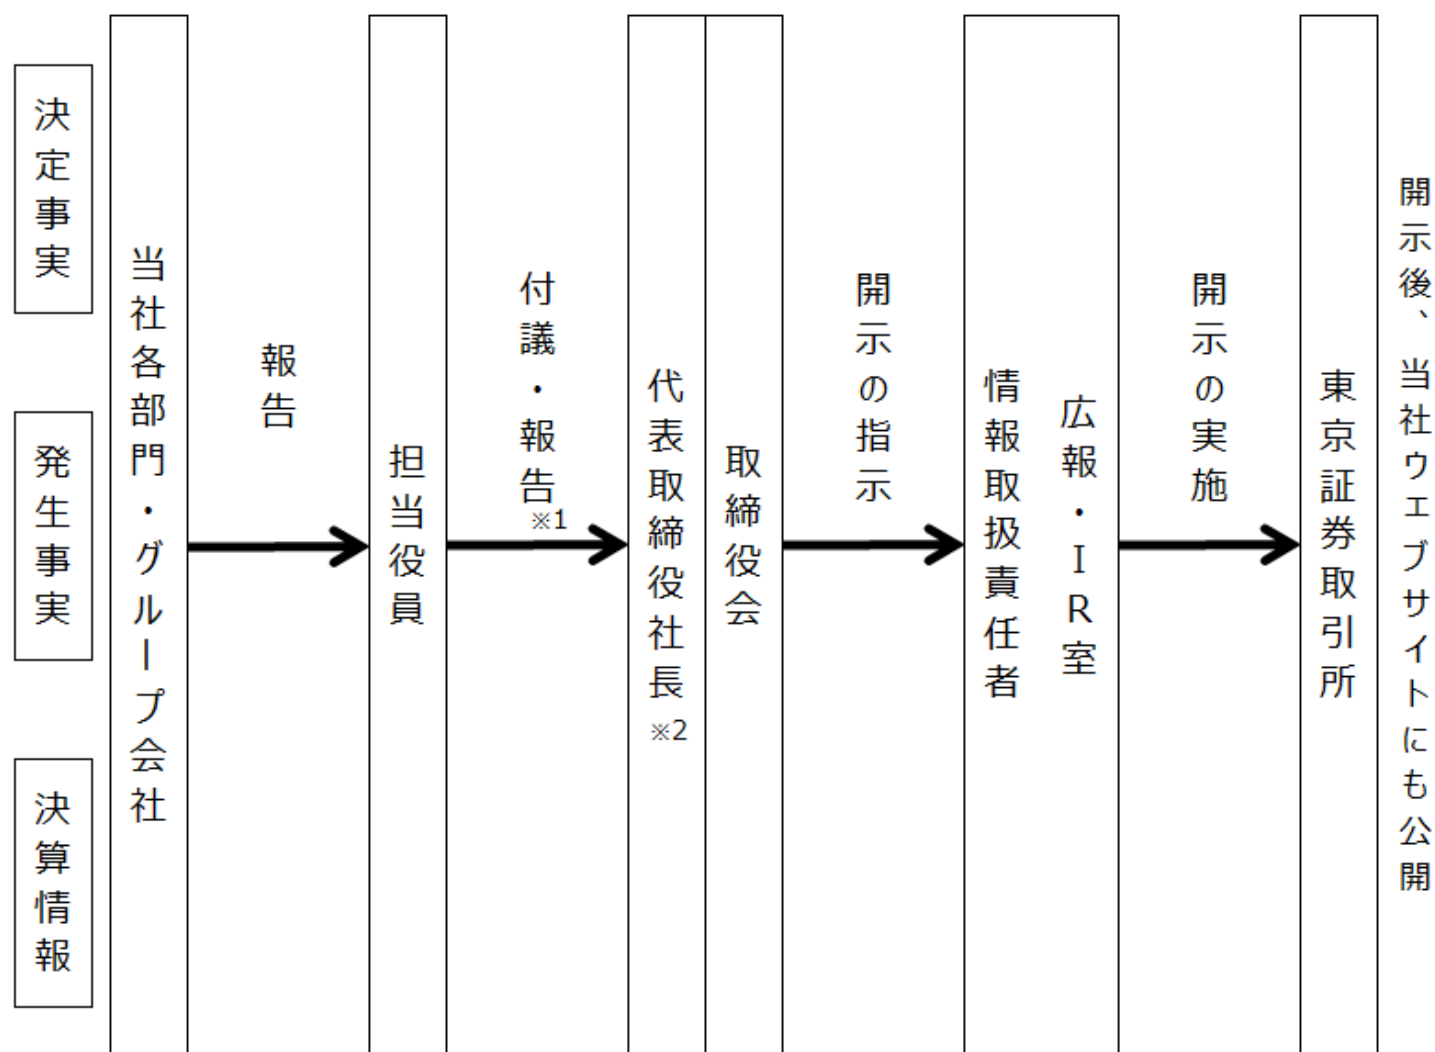 決定事実
発生事実
決算情報
当社各部門・グループ会社
報告
担当役員
付議・報告
※1
代表取締役社長
※2
取締役会
開示の指示
情報取扱責任者
広報・IR室
開示の実施
東京証券取引所
開示後、当社ウェブサイトにも公開